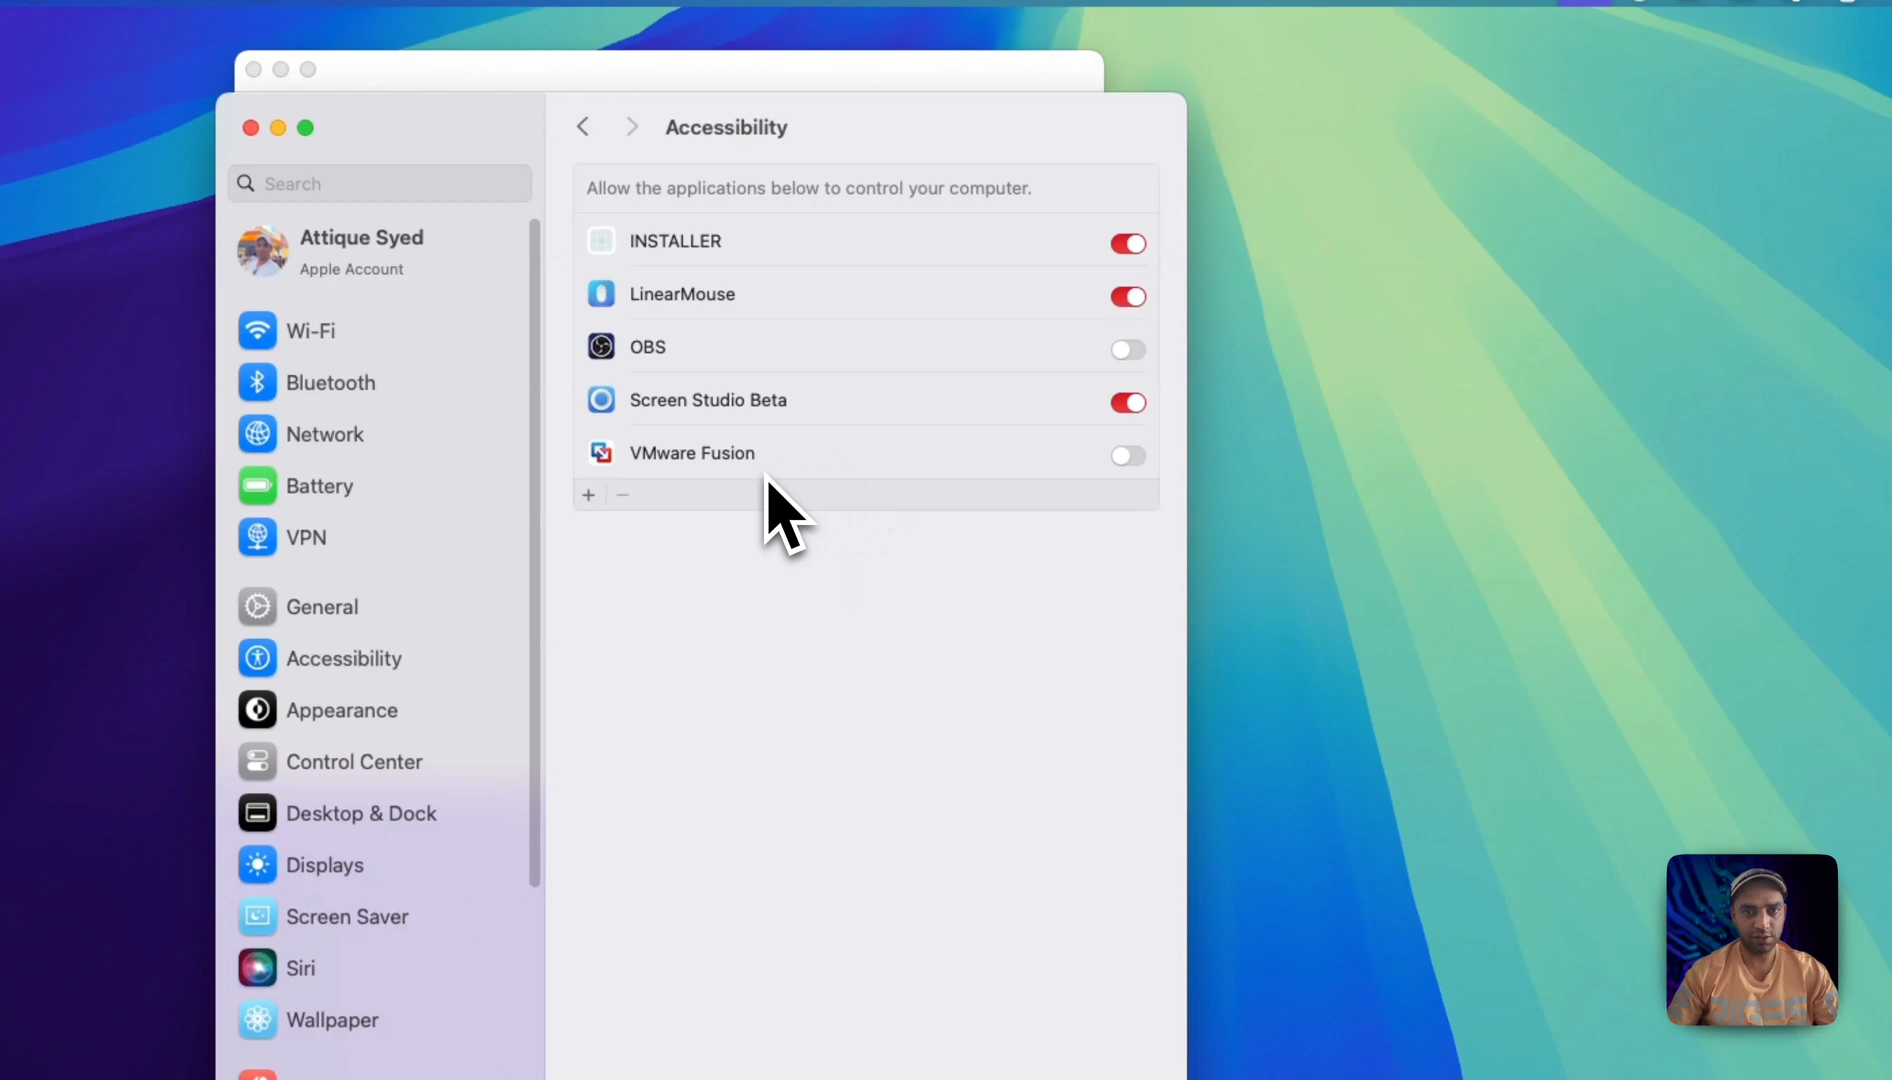 Accessibility
Search
Allow the applications below to control your computer.
Attique Syed
Apple Account
INSTALLER
LinearMouse
OBS
Screen Studio Beta
VMware Fusion
Wi-Fi
Bluetooth
Network
Battery
VPN
General
Accessibility
Appearance
Control Center
Desktop & Dock
Displays
Screen Saver
Siri
Wallpaper